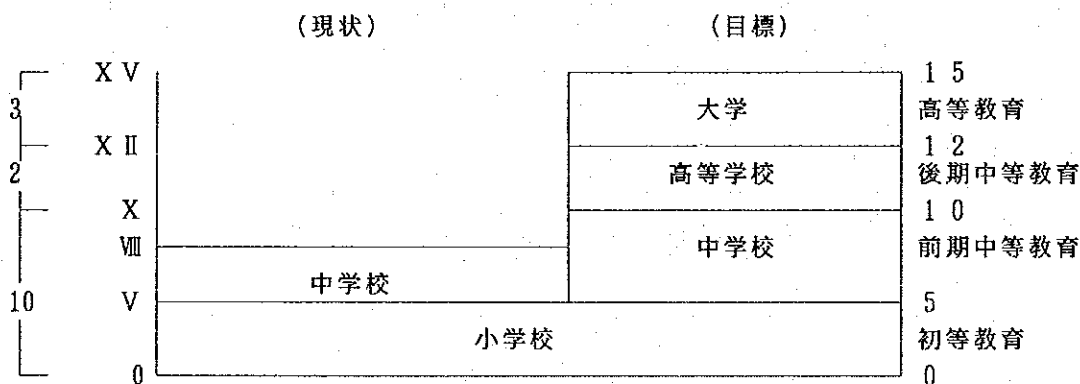 (現状) (目標)
XV 15
3 大学 高等教育
XII 12
2 高等学校 後期中等教育
X 10
VIII 中学校 前期中等教育
中学校
10 V 5
小学校 初等教育
0 0